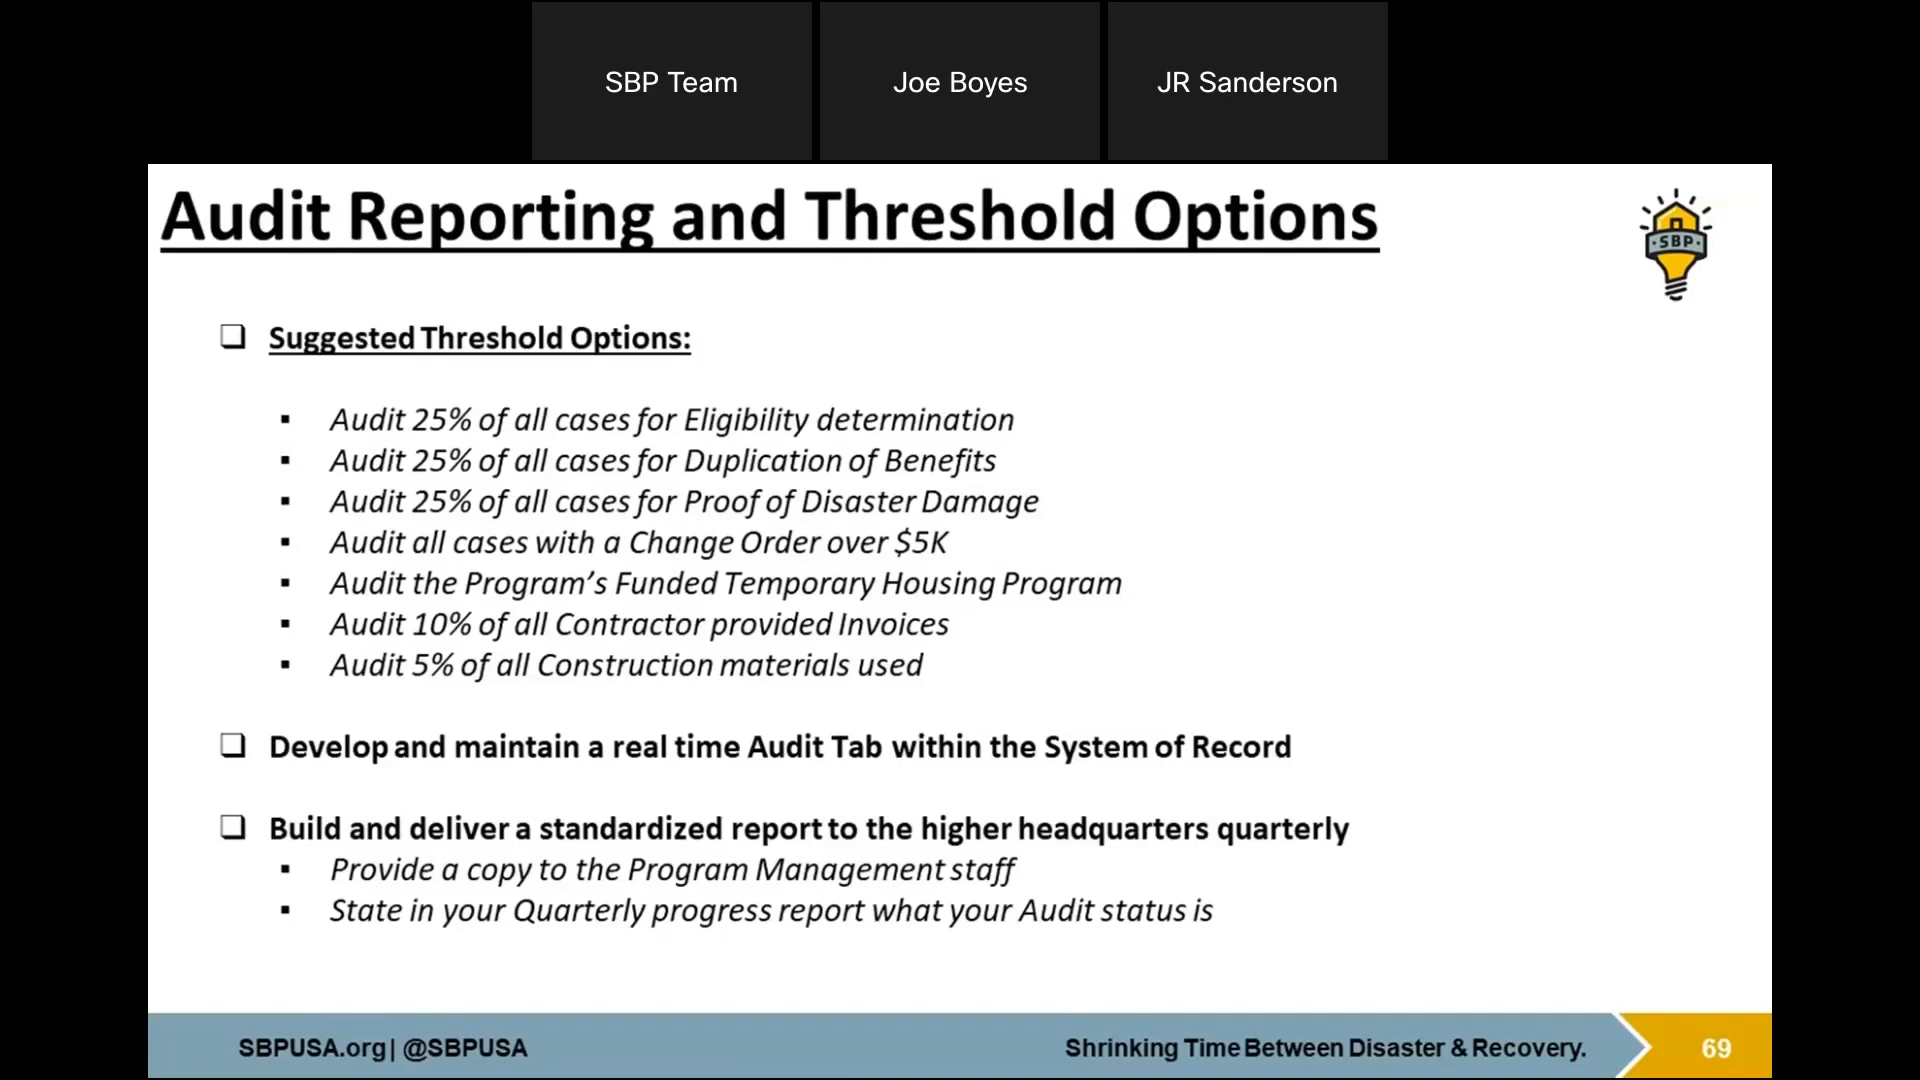 SBP Team
Joe Boyes
JR Sanderson
Audit Reporting and Threshold Options
SBP
Suggested Threshold Options:
Audit 25% of all cases for Eligibility determination
Audit 25% of all cases for Duplication of Benefits
Audit 25% of all cases for Proof of Disaster Damage
Audit all cases with a Change Order over $5K
Audit the Program’s Funded Temporary Housing Program
Audit 10% of all Contractor provided Invoices
Audit 5% of all Construction materials used
Develop and maintain a real time Audit Tab within the System of Record
Build and deliver a standardized report to the higher headquarters quarterly
Provide a copy to the Program Management staff
State in your Quarterly progress report what your Audit status is
SBPUSA.org| @SBPUSA
Shrinking Time Between Disaster & Recovery.
69